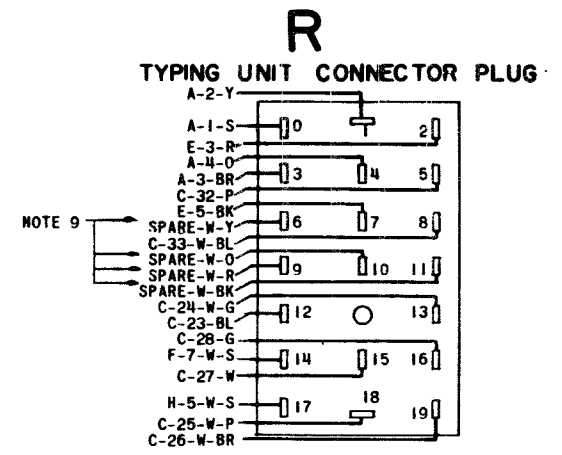 R
TYPING UNIT CONNECTOR PLUG
A-2-Y
A-1-S
0
1
2
E-3-R
A-4-O
A-3-BR
3
4
5
C-32-P
E-5-BK
NOTE 9
SPARE-W-Y
6
7
8
C-33-W-BL
SPARE-W-O
SPARE-W-R
9
10
11
SPARE-W-BK
C-24-W-G
C-23-BL
12
13
C-28-G
F-7-W-S
14
15
16
C-27-W
H-5-W-S
17
18
19
C-25-W-P
C-26-W-BR